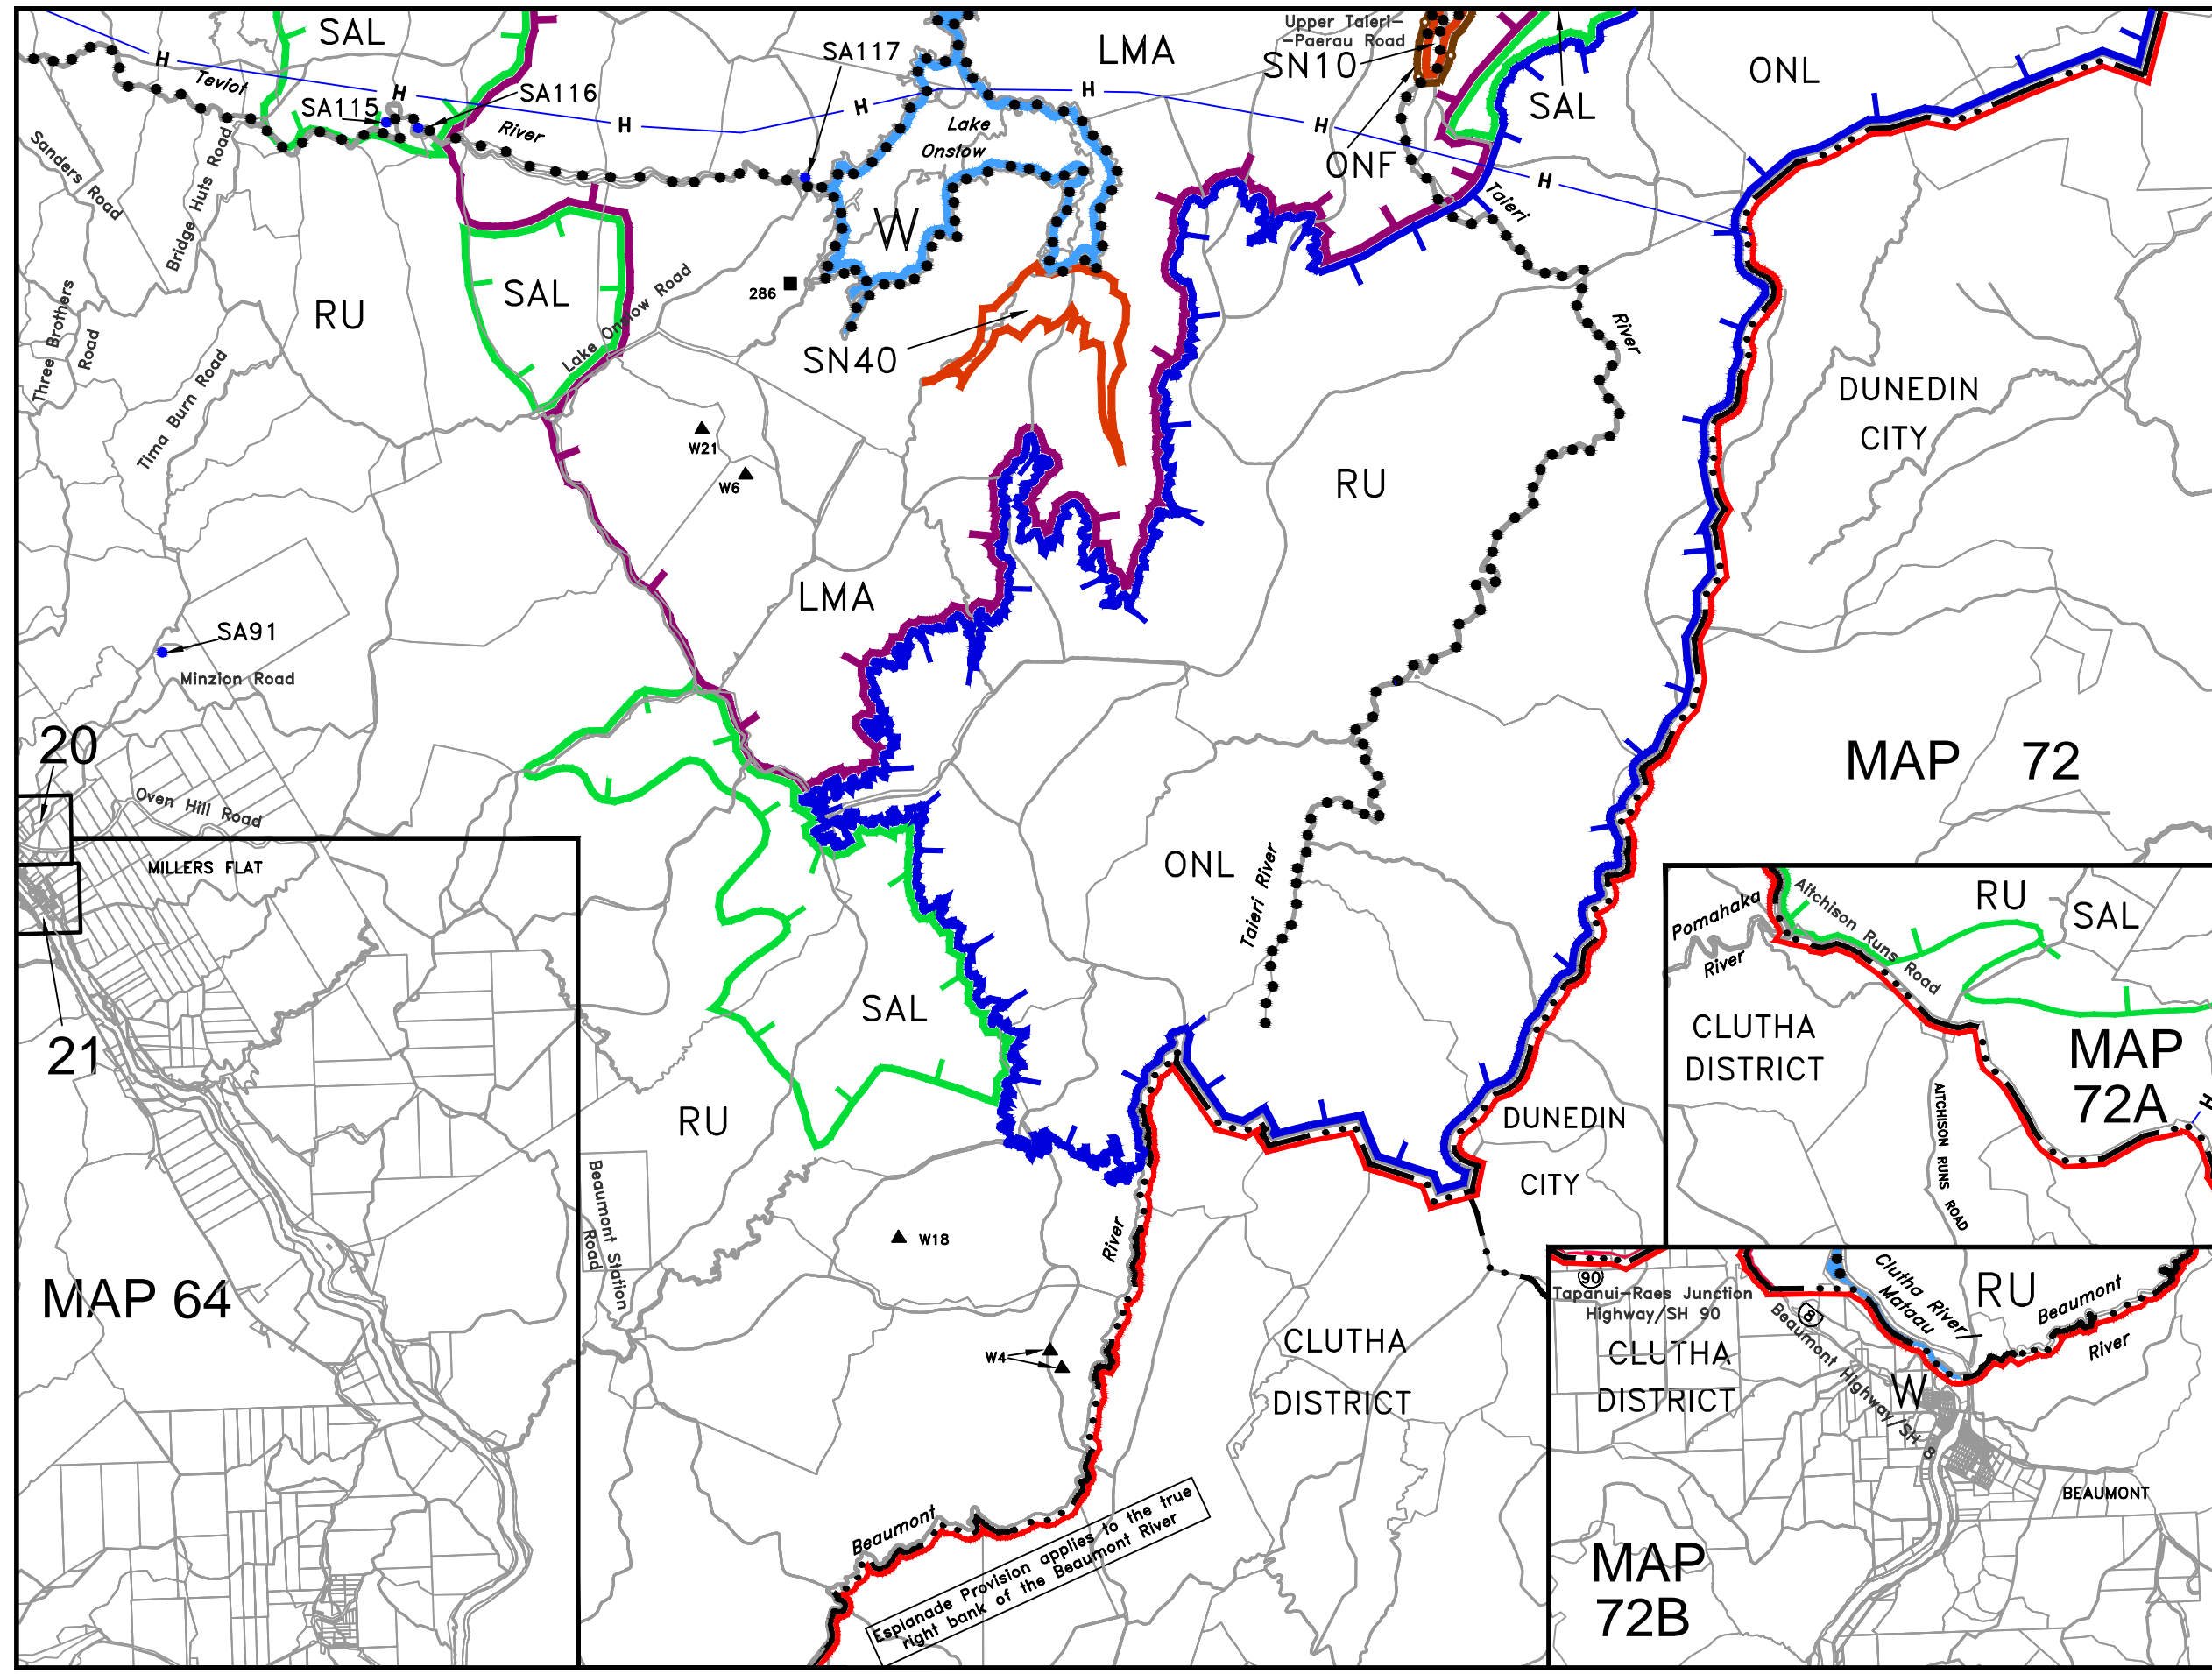 SAL
SA117
LMA
Upper Taieri-
-Paerau Road
SN10
ONL
SAL
H
Teviot
H
SA115
SA116
H
River
H
H
H
H
Lake
Onslow
ONF
Taieri
Sanders Road
Bridge Huts Road
W
286
SAL
RU
Lake Onslow Road
SN40
River
Three Brothers
Road
Tima Burn Road
DUNEDIN
CITY
W21
W6
RU
LMA
SA91
Minzion Road
20
Oven Hill Road
MAP 72
MILLERS FLAT
ONL
Taieri River
21
SAL
RU
DUNEDIN
CITY
Pomahaka
River
Aitchison Runs Road
RU
SAL
CLUTHA
DISTRICT
MAP
72A
AITCHISON RUNS ROAD
H
Beaumont Station
Road
W18
River
MAP 64
W4
CLUTHA
DISTRICT
Beaumont
Esplanade Provision applies to the true
right bank of the Beaumont River
90
Tapanui-Raes Junction
Highway/SH 90
8
Beaumont Highway/SH 8
Clutha River/
Mataau
RU
Beaumont
River
CLUTHA
DISTRICT
W
BEAUMONT
MAP
72B